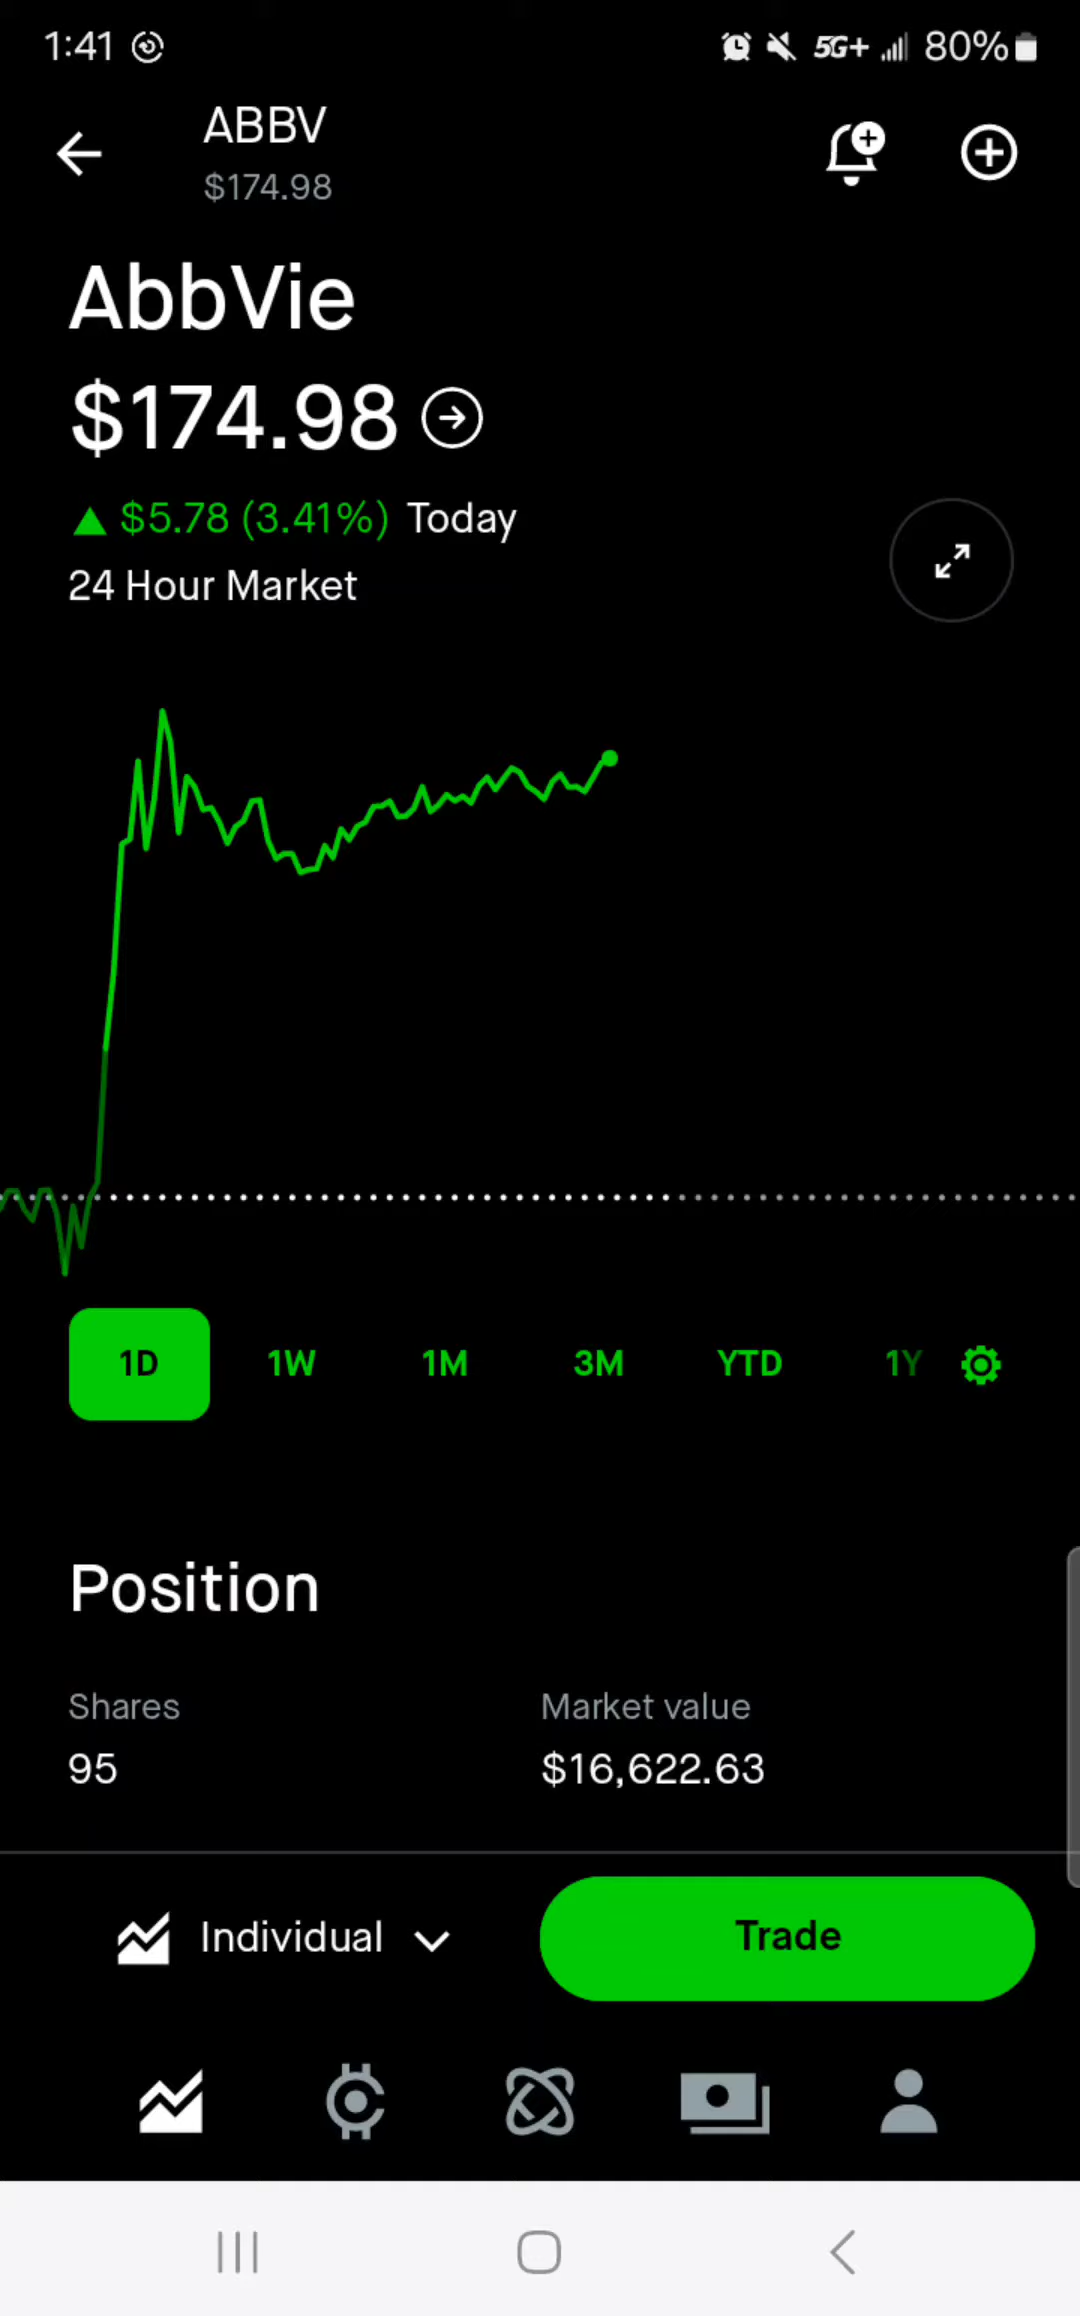 1:41 5G+ 80%
ABBV
$174.98
AbbVie
$174.98
$5.78 (3.41%) Today
24 Hour Market
1D 1W 1M 3M YTD 1Y
Position
Shares Market value
95 $16,622.63
Individual Trade